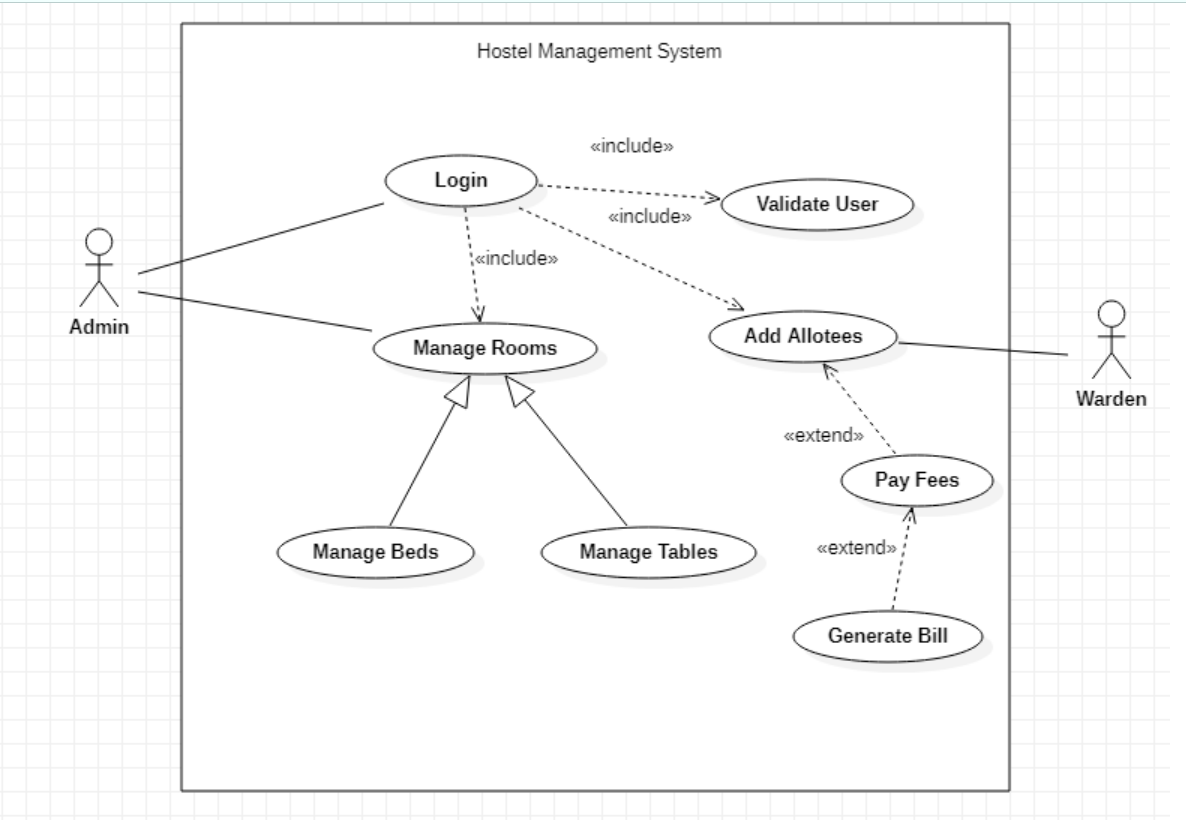 Hostel Management System
«include»
Login
Validate User
«include»
«include»
Admin
Add Allotees
Manage Rooms
Warden
«extend»
Pay Fees
Manage Beds
Manage Tables
«extend»
Generate Bill